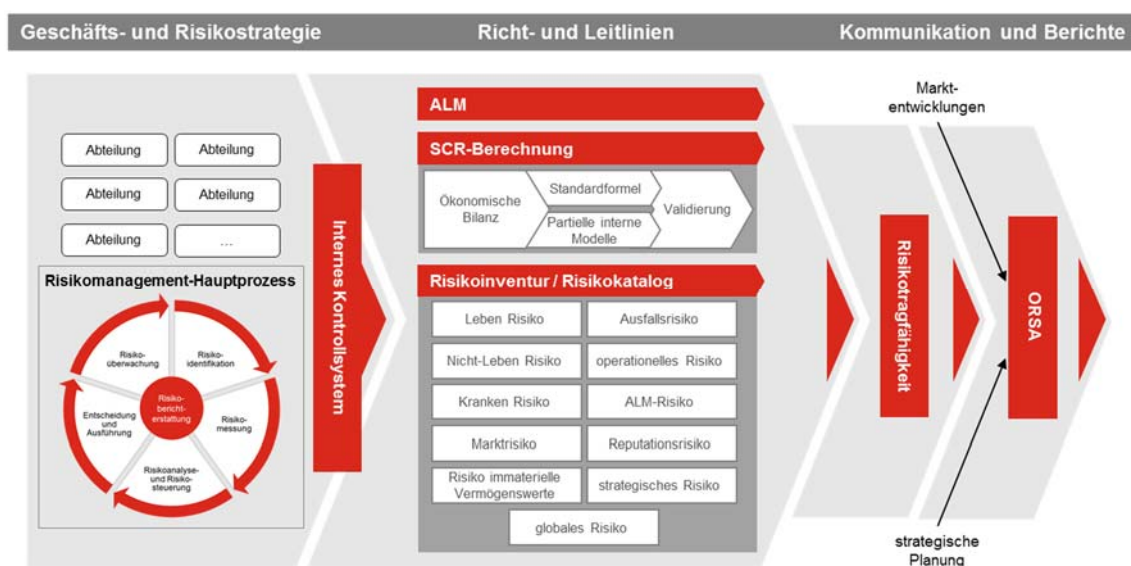 Geschäfts- und Risikostrategie
Richt- und Leitlinien
Kommunikation und Berichte
Abteilung
Abteilung
Abteilung
Abteilung
Abteilung
...
Risikomanagement-Hauptprozess
Risiko-
überwachung
Risiko-
identifikation
Entscheidung
und
Ausführung
Risiko-
bericht-
erstattung
Risiko-
messung
Risikoanalyse-
und Risiko-
steuerung
Internes Kontrollsystem
ALM
SCR-Berechnung
Ökonomische
Bilanz
Standardformel
Partielle interne
Modelle
Validierung
Risikoinventur / Risikokatalog
Leben Risiko
Ausfallsrisiko
Nicht-Leben Risiko
operationelles Risiko
Kranken Risiko
ALM-Risiko
Marktrisiko
Reputationsrisiko
Risiko immaterielle
Vermögenswerte
strategisches Risiko
globales Risiko
Risikotragfähigkeit
Markt-
entwicklungen
ORSA
strategische
Planung